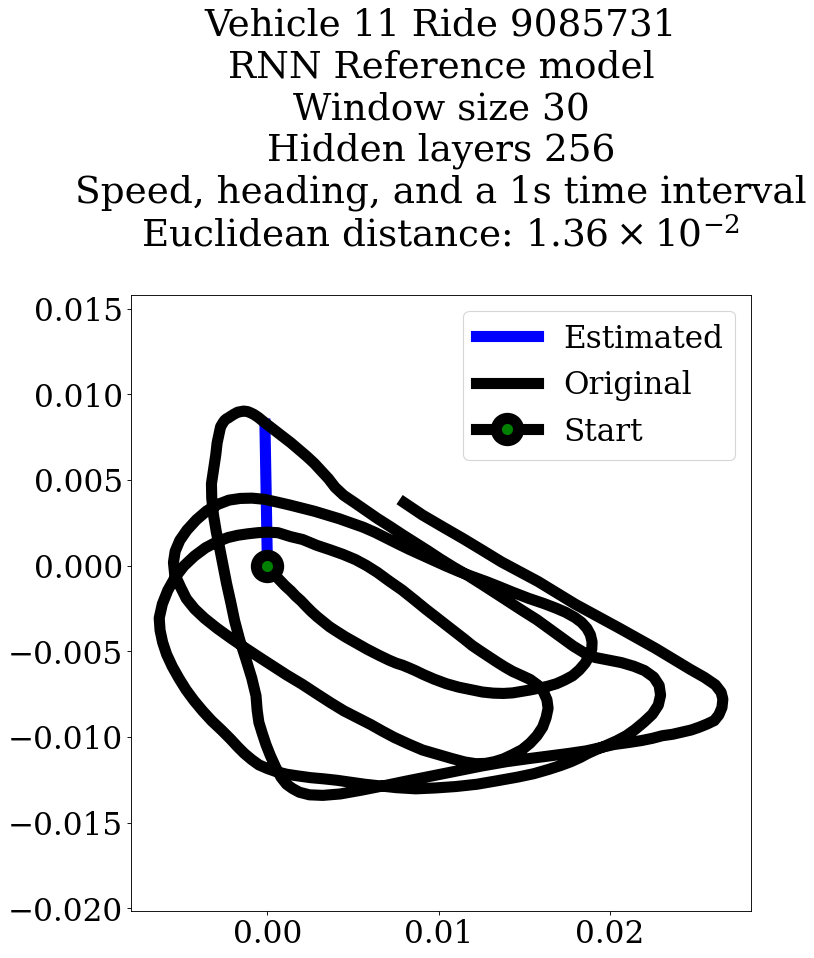 Vehicle 11 Ride 9085731
RNN Reference model
Window size 30
Hidden layers 256
Speed, heading, and a 1s time interval
Euclidean distance: 1.36 × 10⁻²
0.015
0.010
0.005
0.000
−0.005
−0.010
−0.015
−0.020
Estimated
Original
Start
0.00 0.01 0.02